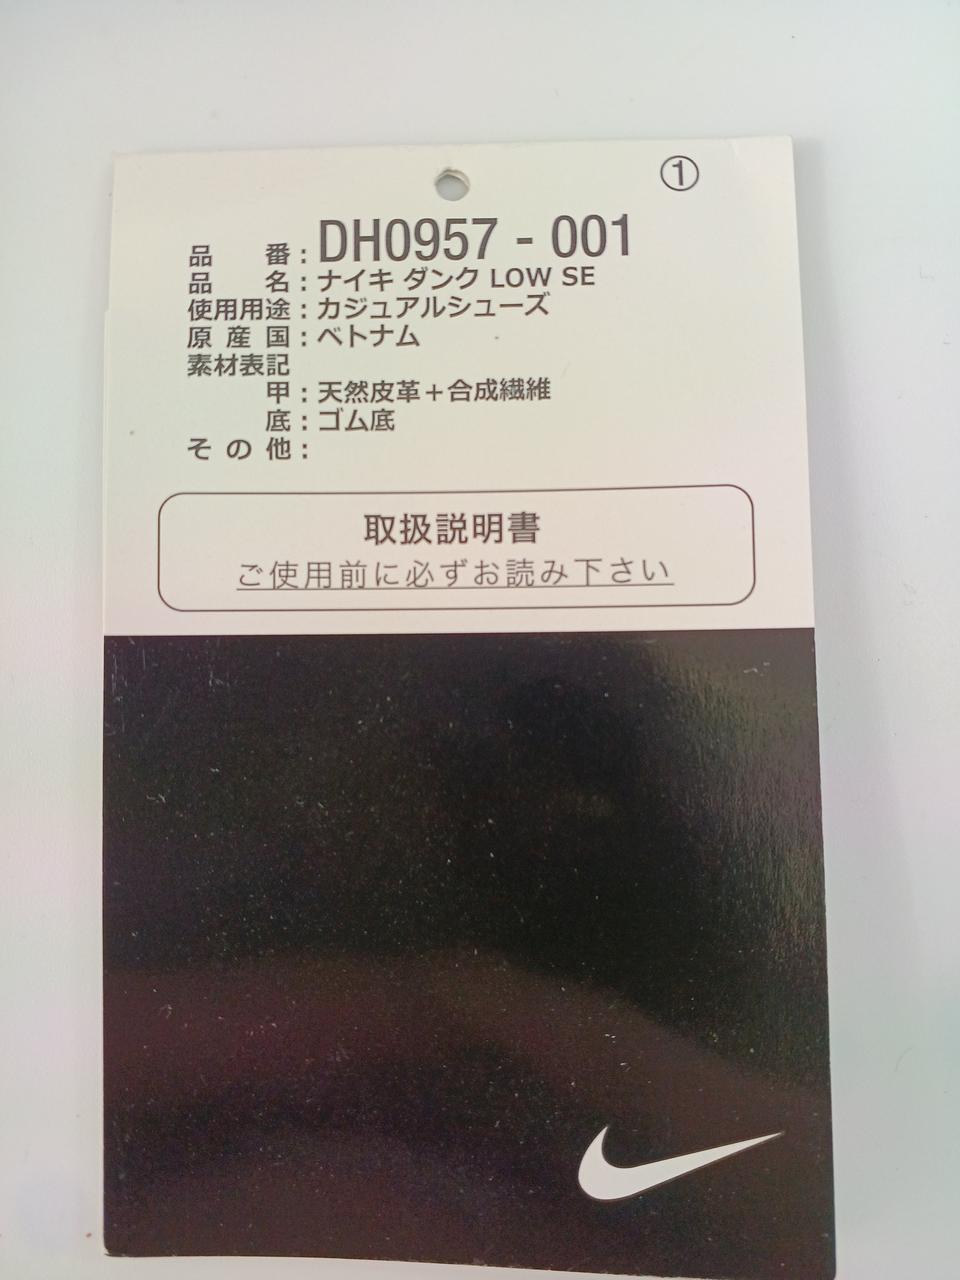 ①
品番：DH0957 - 001
品名：ナイキ ダンク LOW SE
使用用途：カジュアルシューズ
原産国：ベトナム
素材表記
甲：天然皮革＋合成繊維
底：ゴム底
その他：
取扱説明書
ご使用前に必ずお読み下さい